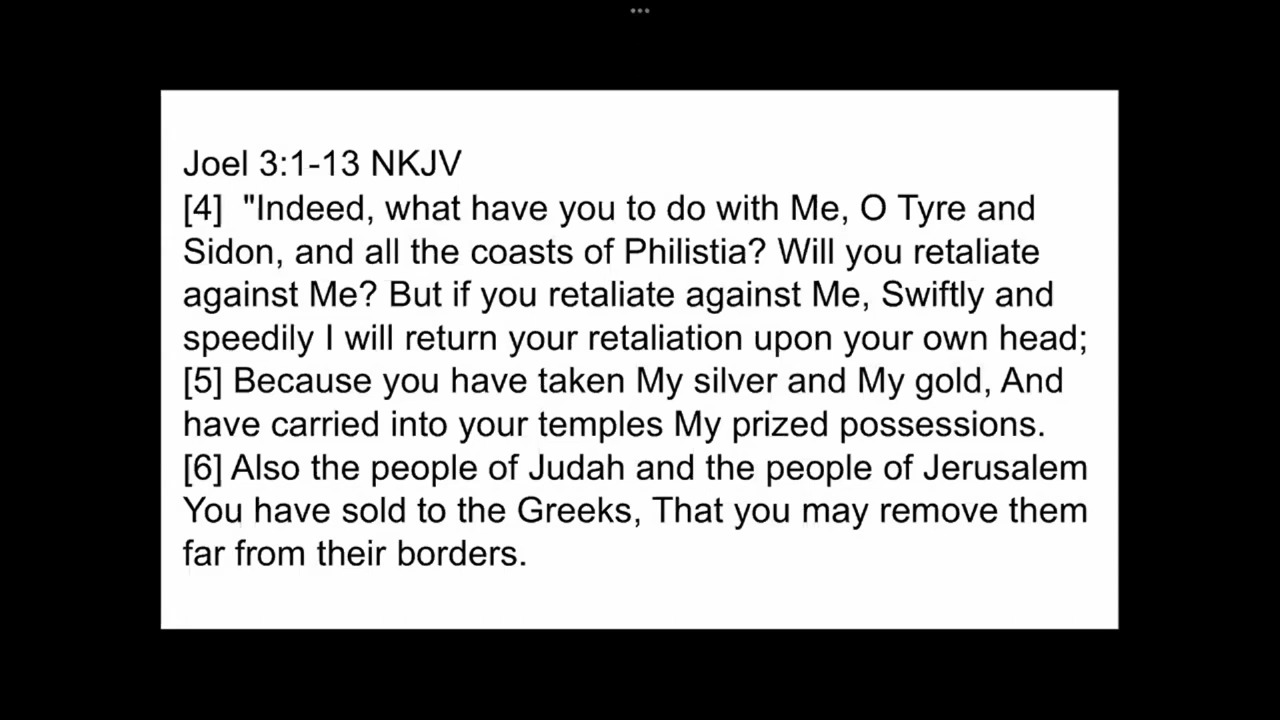 Joel 3:1-13 NKJV
[4] "Indeed, what have you to do with Me, O Tyre and
Sidon, and all the coasts of Philistia? Will you retaliate
against Me? But if you retaliate against Me, Swiftly and
speedily I will return your retaliation upon your own head;
[5] Because you have taken My silver and My gold, And
have carried into your temples My prized possessions.
[6] Also the people of Judah and the people of Jerusalem
You have sold to the Greeks, That you may remove them
far from their borders.